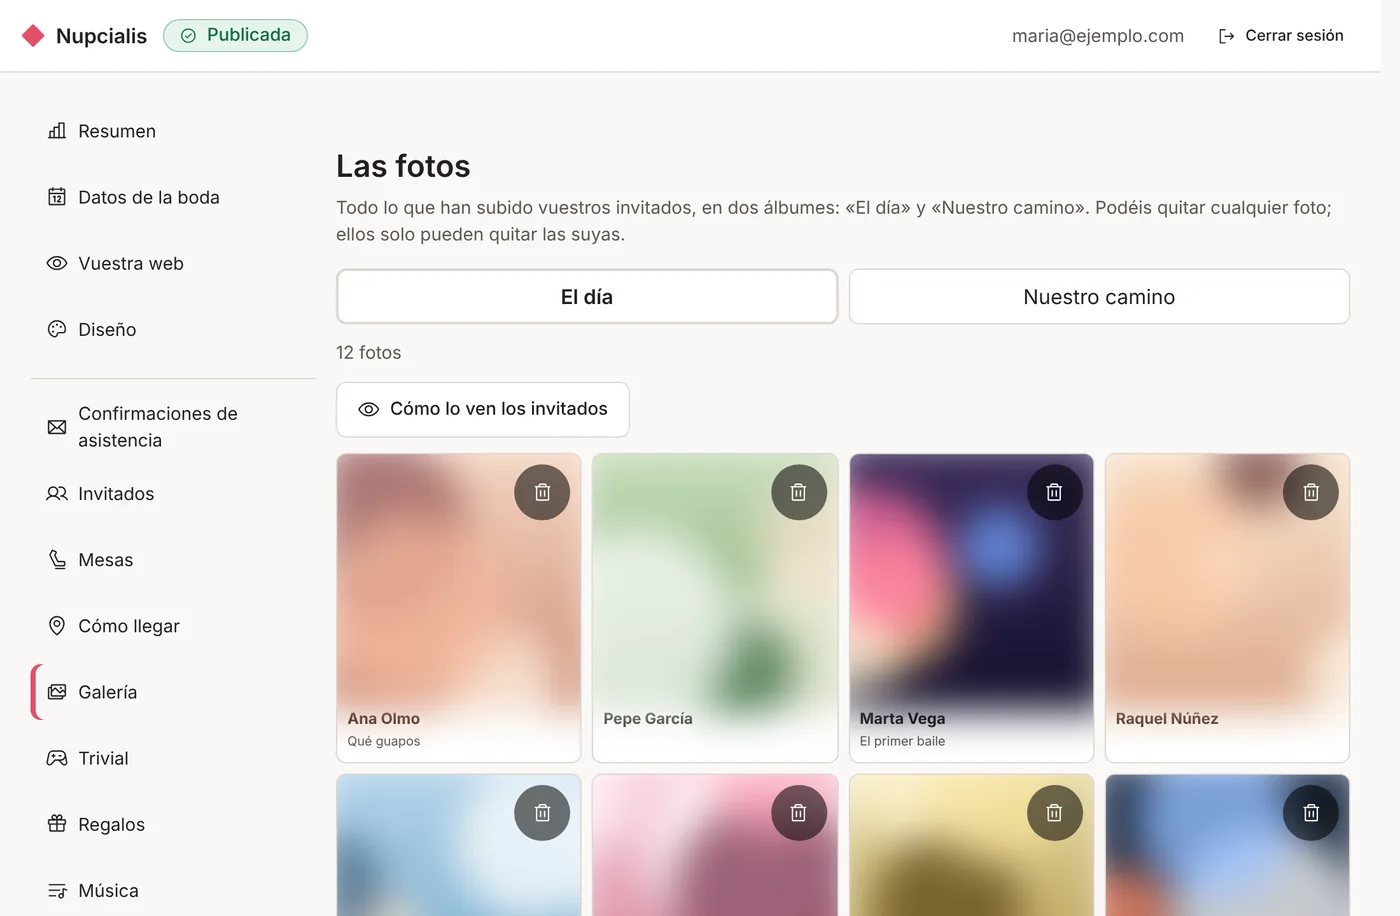 Nupcialis
Publicada
maria@ejemplo.com
Cerrar sesión
Resumen
Datos de la boda
Vuestra web
Diseño
Confirmaciones de
asistencia
Invitados
Mesas
Cómo llegar
Galería
Trivial
Regalos
Música
Las fotos
Todo lo que han subido vuestros invitados, en dos álbumes: «El día» y «Nuestro camino». Podéis quitar cualquier foto;
ellos solo pueden quitar las suyas.
El día
Nuestro camino
12 fotos
Cómo lo ven los invitados
Ana Olmo
Qué guapos
Pepe García
Marta Vega
El primer baile
Raquel Núñez